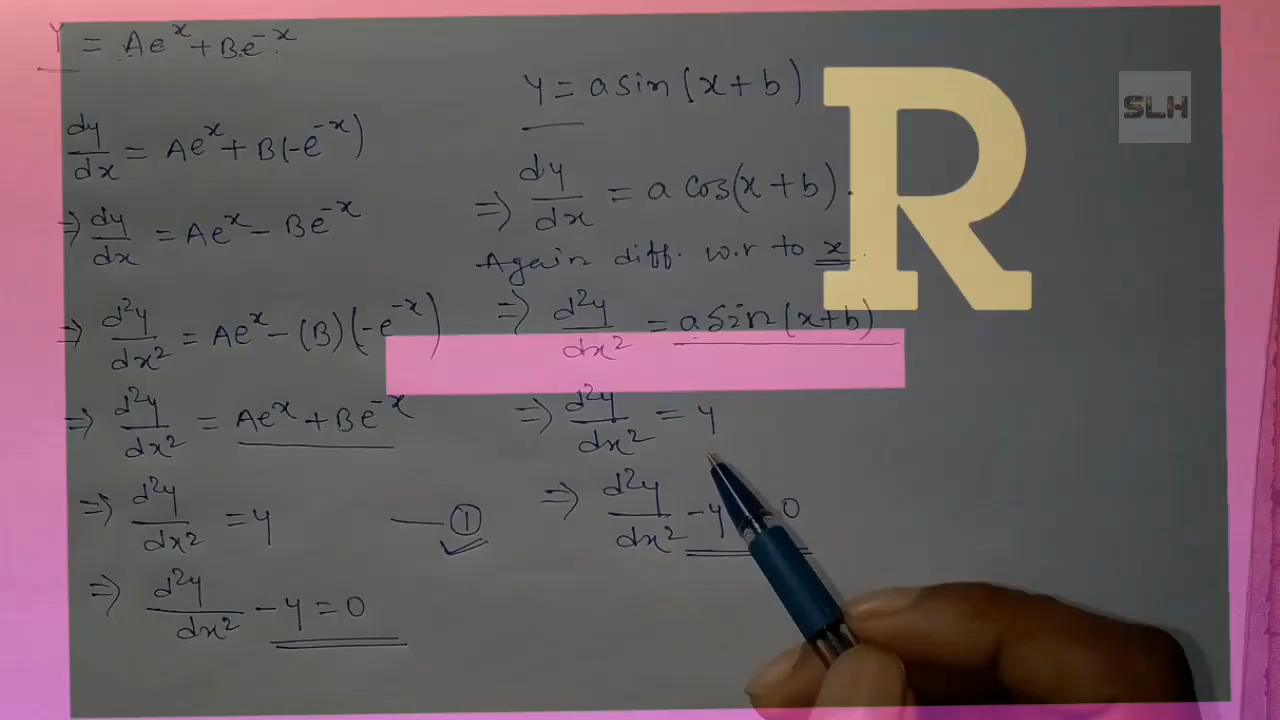 y = Ae^x + Be^-x
dy/dx = Ae^x + B(-e^-x)
⇒ dy/dx = Ae^x - Be^-x
⇒ d²y/dx² = Ae^x - (B)(-e^-x)
⇒ d²y/dx² = Ae^x + Be^-x
⇒ d²y/dx² = y —— ①
⇒ d²y/dx² - y = 0
y = a sin(x+b)
⇒ dy/dx = a cos(x+b).
Again diff. w.r to x.
⇒ d²y/dx² = a sin(x+b)
⇒ d²y/dx² = y
⇒ d²y/dx² - y = 0
R
SLH